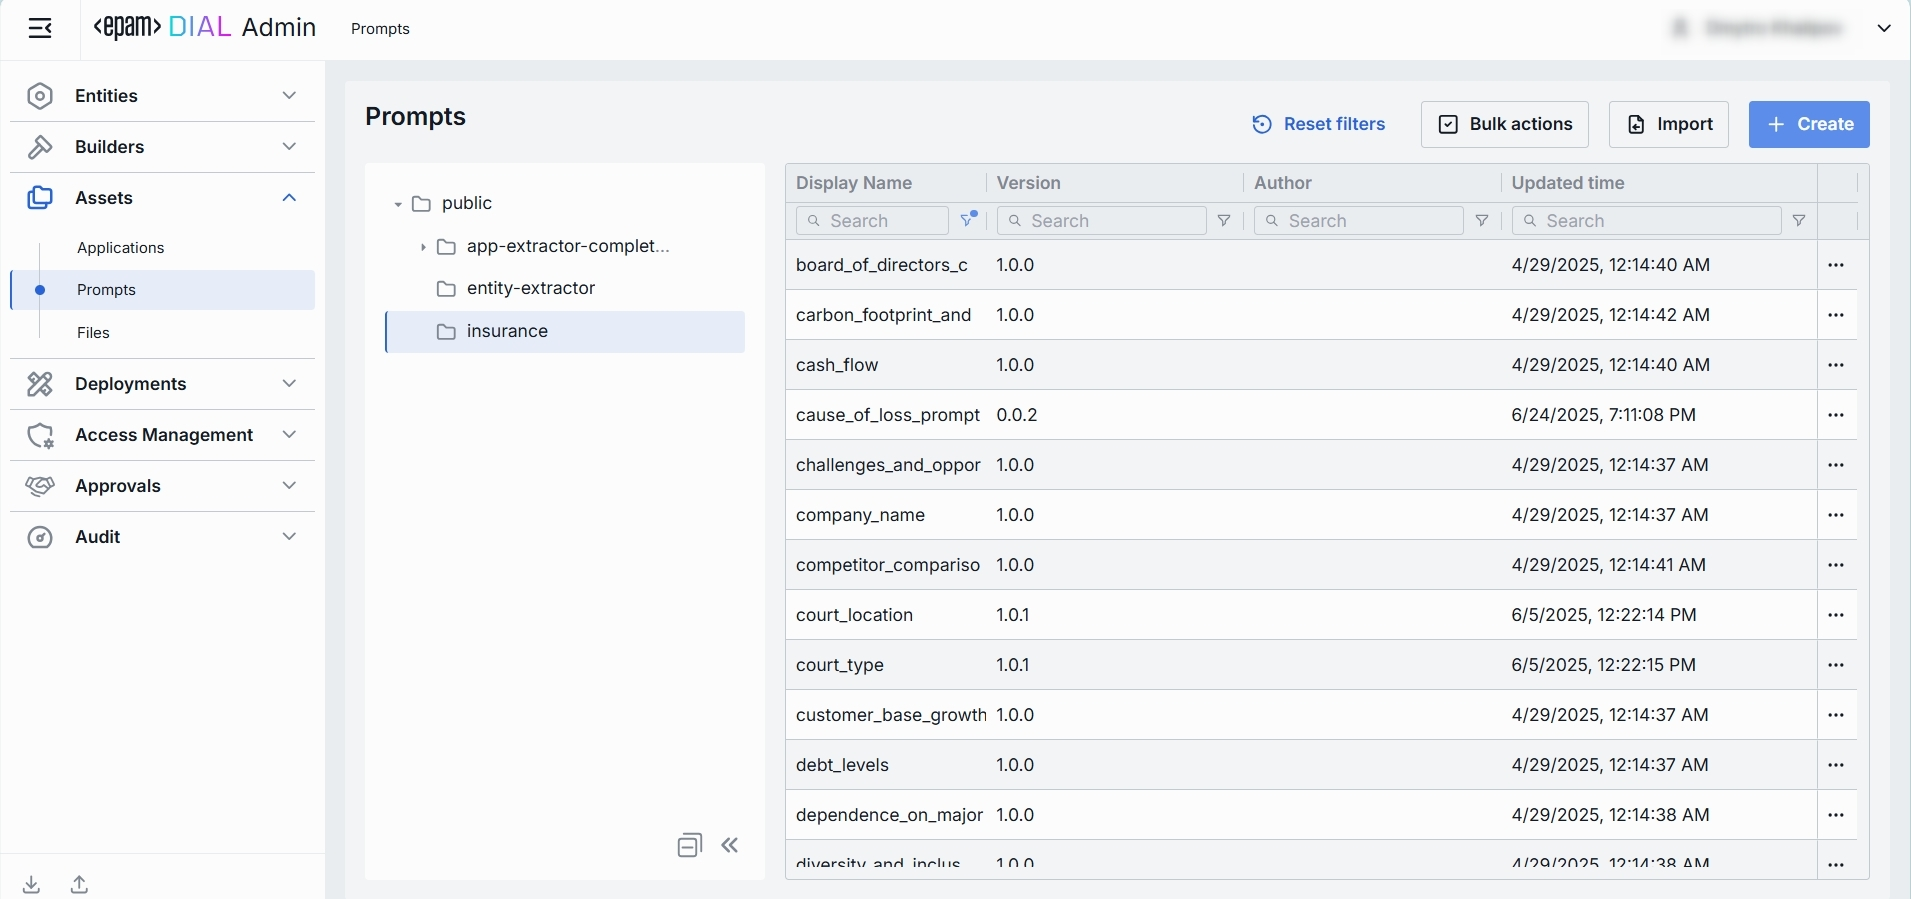 <epam> DIAL Admin
Prompts
Entities
Builders
Assets
Applications
Prompts
Files
Deployments
Access Management
Approvals
Audit
Prompts
Reset filters
Bulk actions
Import
+ Create
public
app-extractor-complet...
entity-extractor
insurance
Display Name Version Author Updated time
Search Search Search Search
board_of_directors_c 1.0.0 4/29/2025, 12:14:40 AM
carbon_footprint_and 1.0.0 4/29/2025, 12:14:42 AM
cash_flow 1.0.0 4/29/2025, 12:14:40 AM
cause_of_loss_prompt 0.0.2 6/24/2025, 7:11:08 PM
challenges_and_oppor 1.0.0 4/29/2025, 12:14:37 AM
company_name 1.0.0 4/29/2025, 12:14:37 AM
competitor_compariso 1.0.0 4/29/2025, 12:14:41 AM
court_location 1.0.1 6/5/2025, 12:22:14 PM
court_type 1.0.1 6/5/2025, 12:22:15 PM
customer_base_growth 1.0.0 4/29/2025, 12:14:37 AM
debt_levels 1.0.0 4/29/2025, 12:14:37 AM
dependence_on_major 1.0.0 4/29/2025, 12:14:38 AM
diversity_and_inclus 1.0.0 4/29/2025, 12:14:38 AM